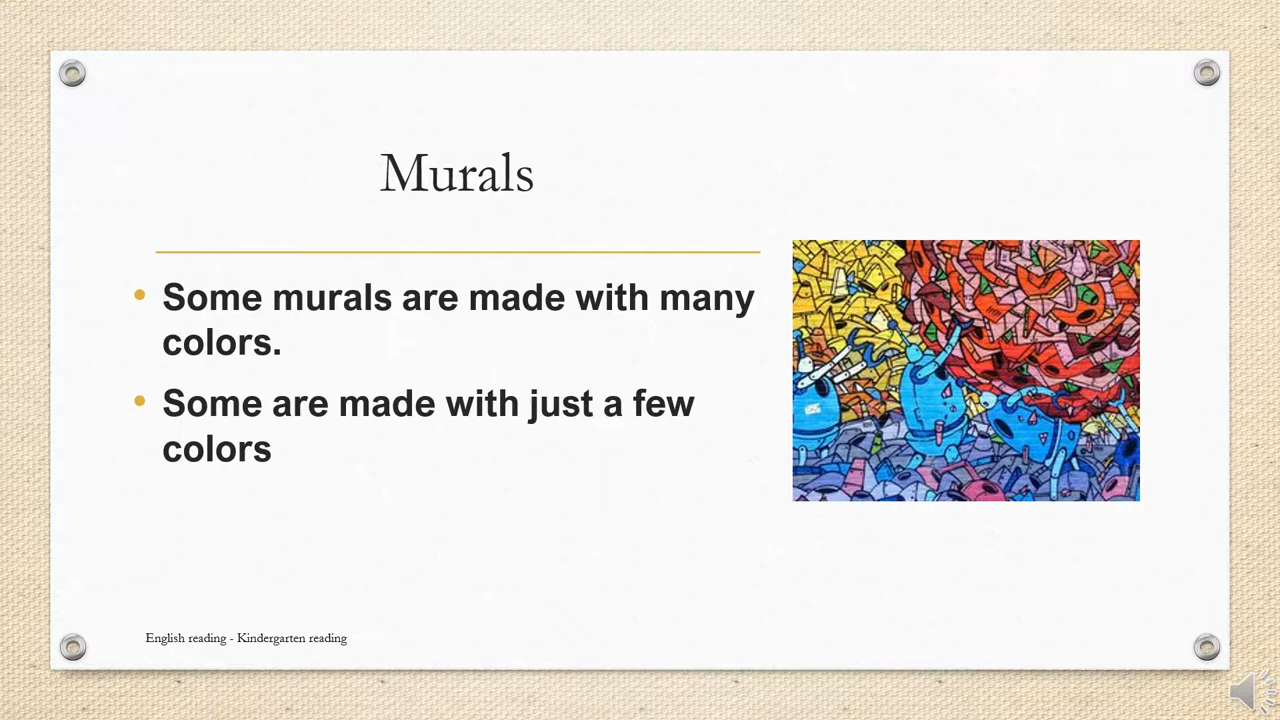 Murals
Some murals are made with many
colors.
Some are made with just a few
colors
English reading - Kindergarten reading